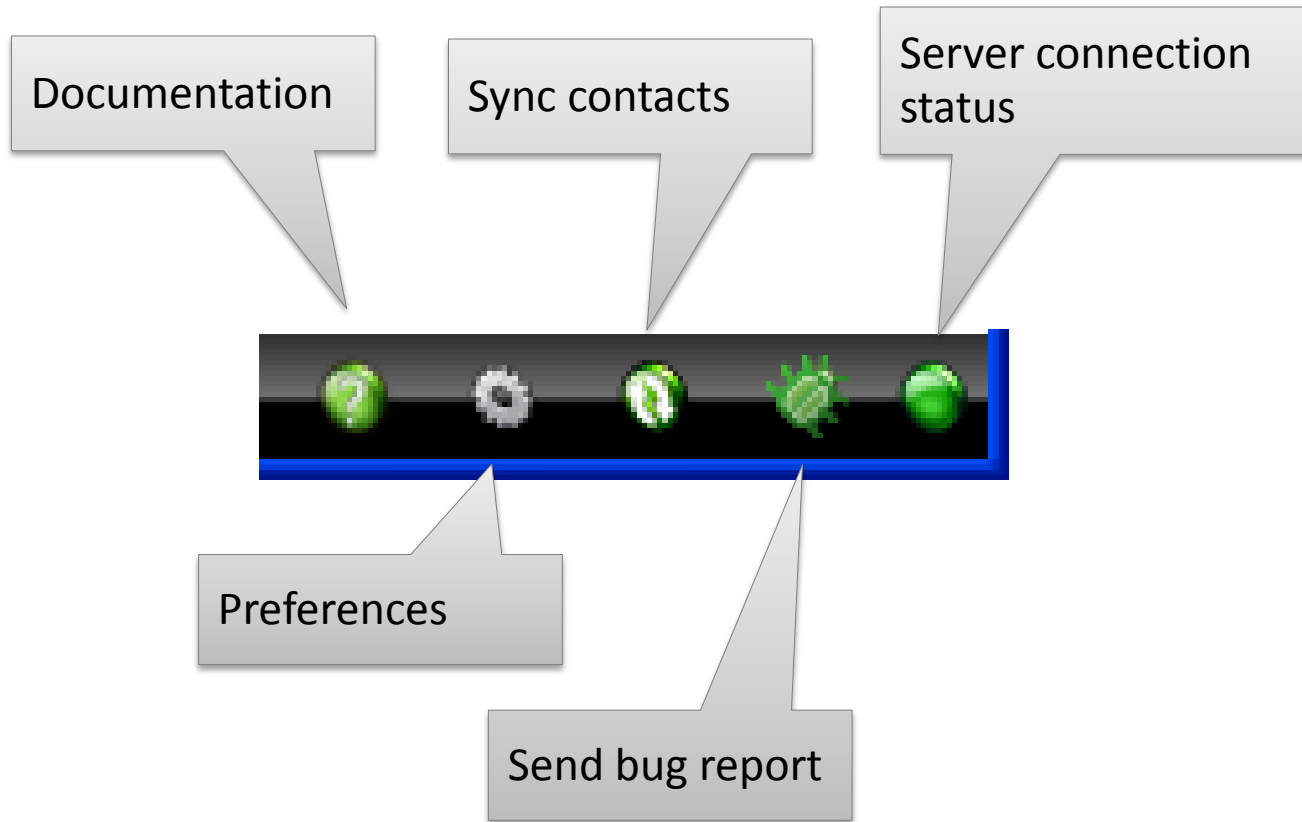 Documentation
Sync contacts
Server connection
status
?
Preferences
Send bug report